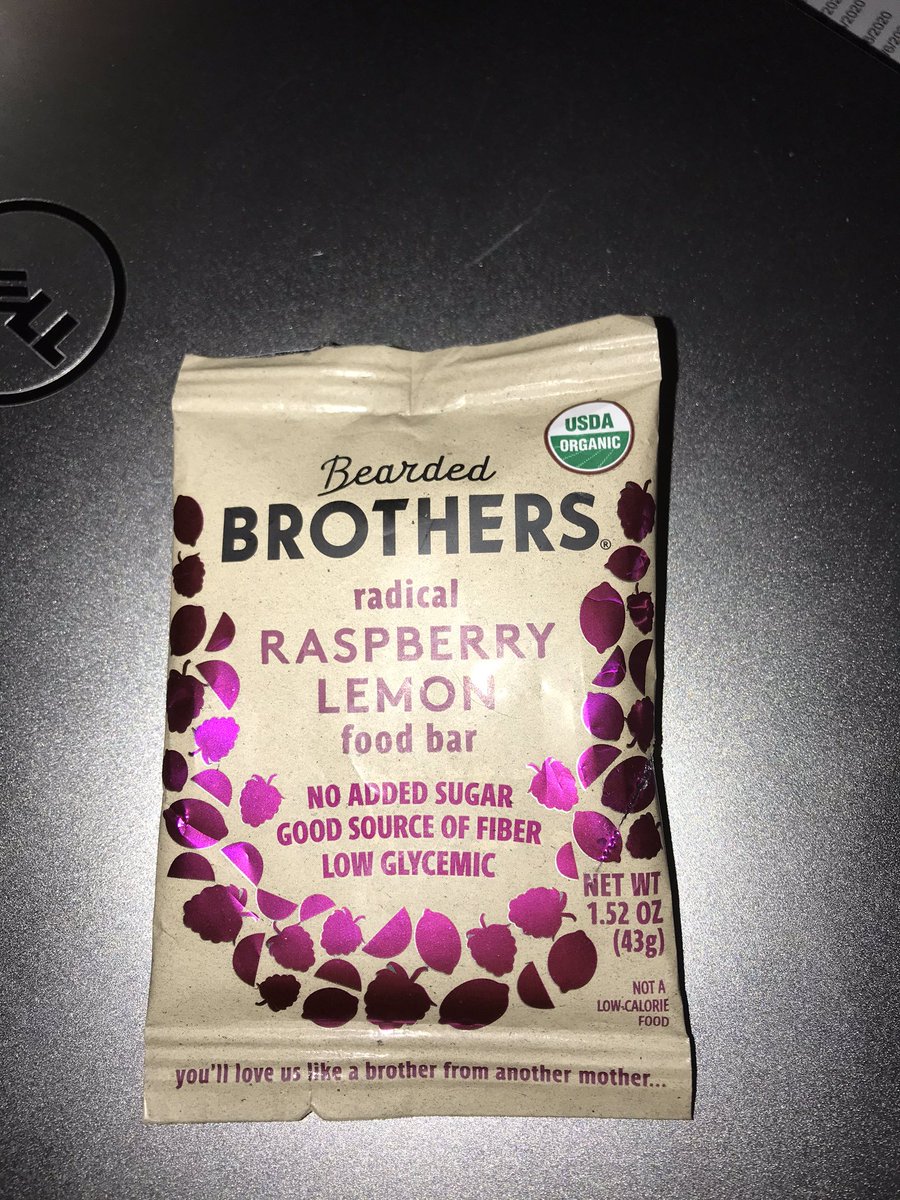 USDA
ORGANIC
Bearded
BROTHERS®
radical
RASPBERRY
LEMON
food bar
NO ADDED SUGAR
GOOD SOURCE OF FIBER
LOW GLYCEMIC
NET WT
1.52 OZ
(43g)
NOT A
LOW-CALORIE
FOOD
you'll love us like a brother from another mother...